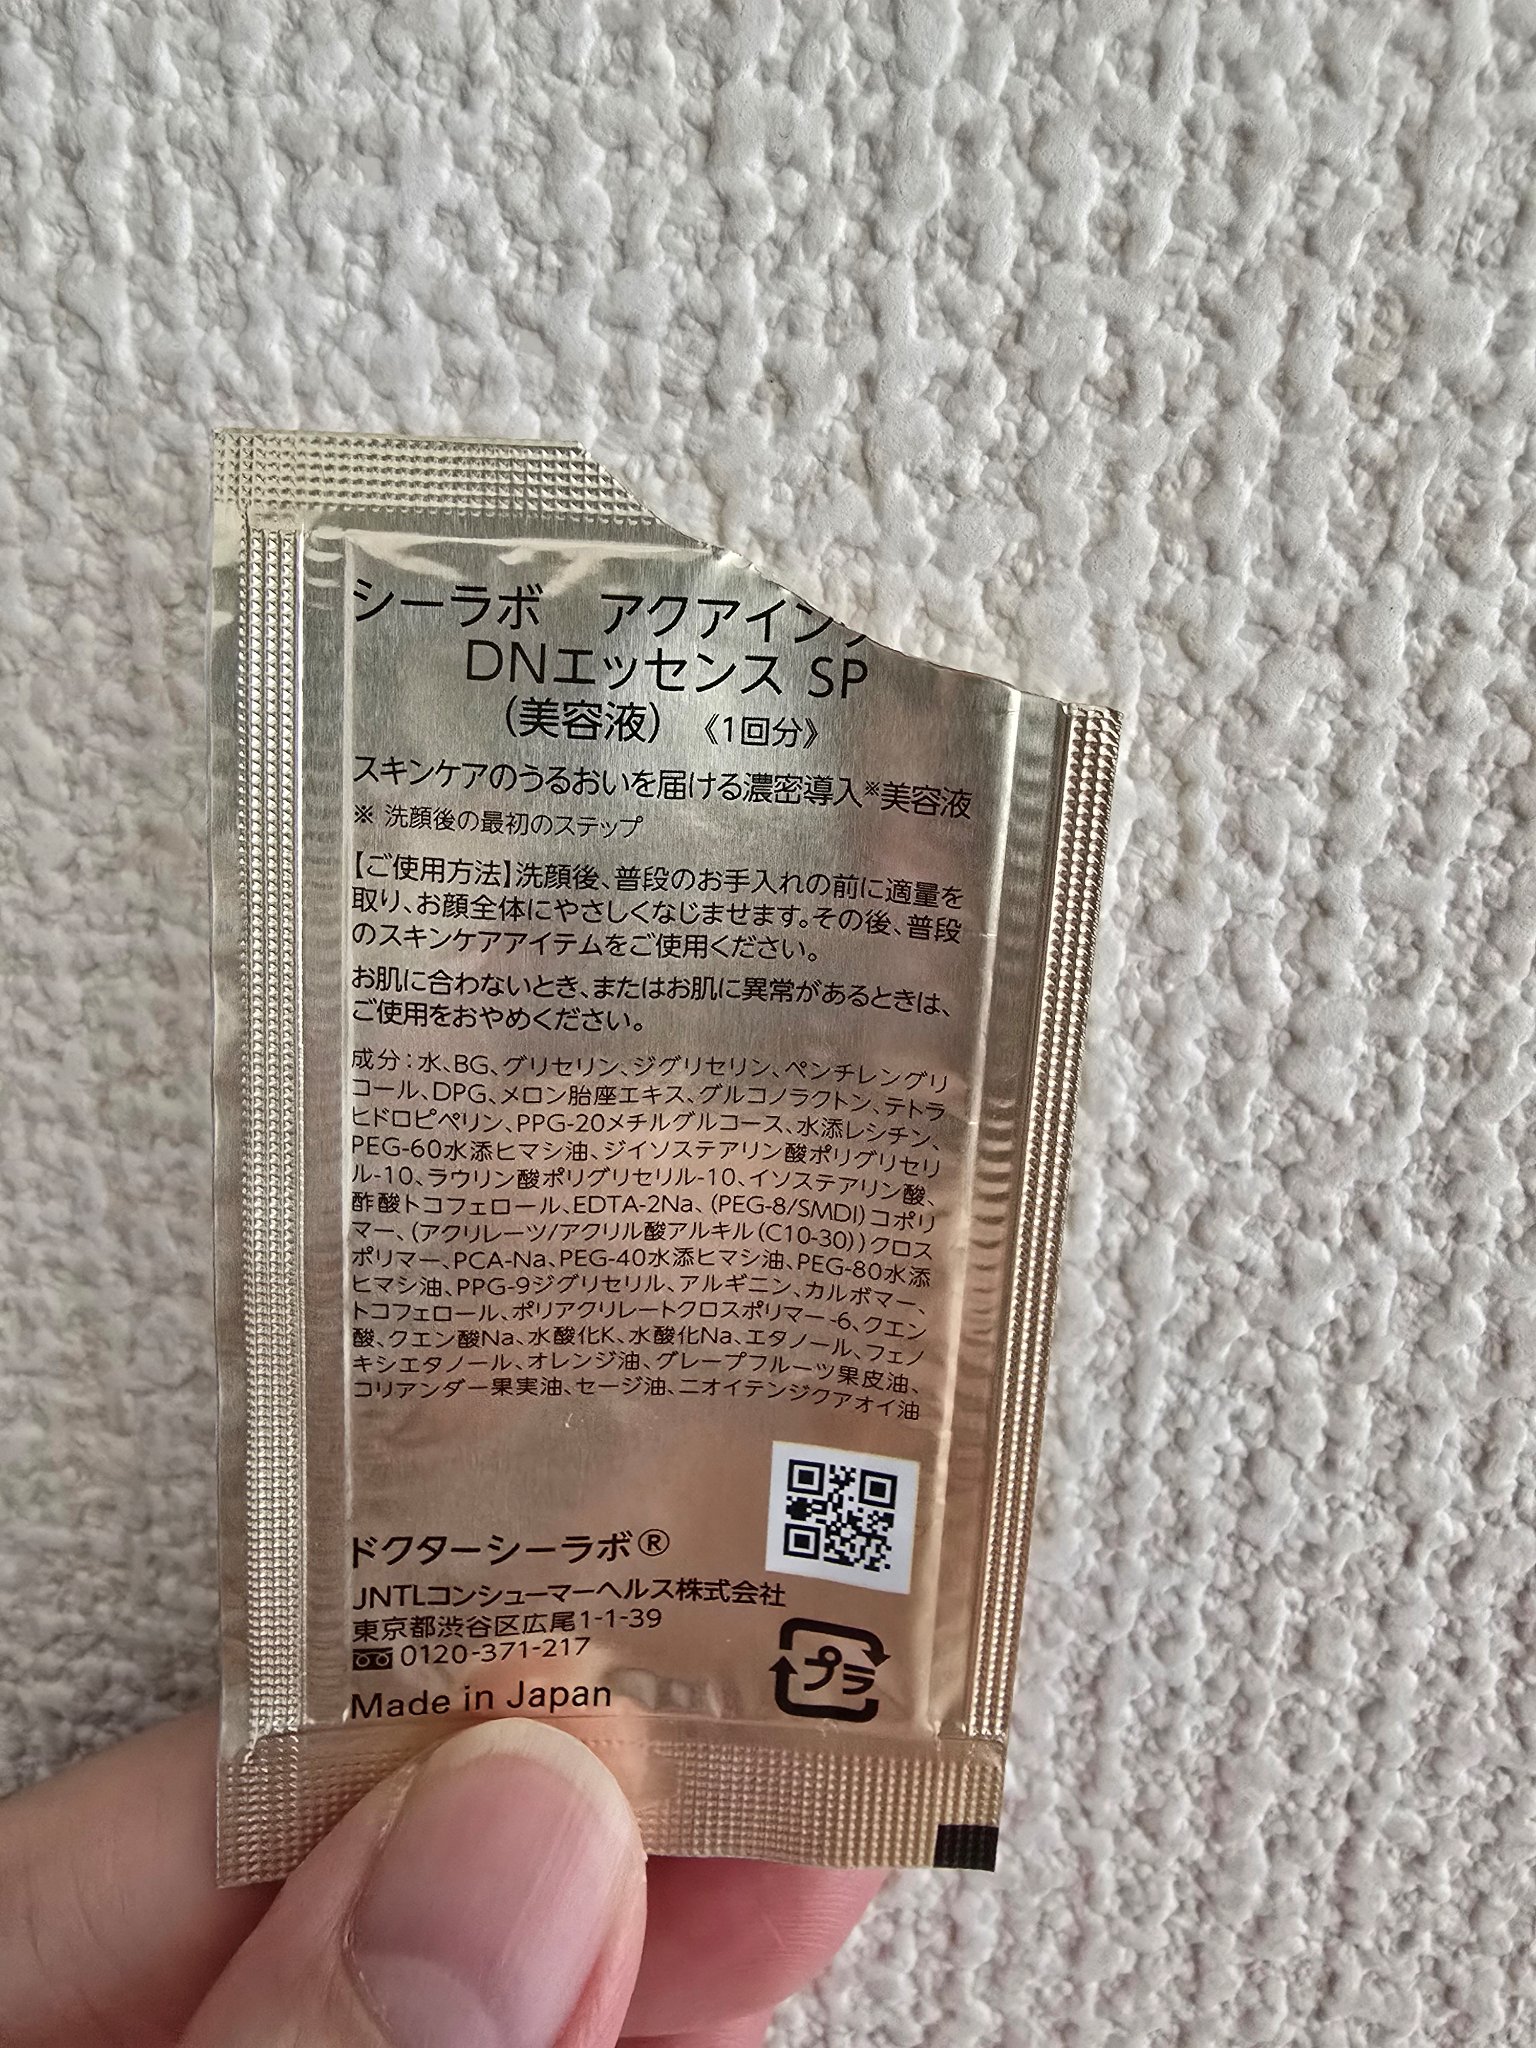 シーラボ アクアイン
DNエッセンス SP
(美容液) 《1回分》
スキンケアのうるおいを届ける濃密導入※美容液
※ 洗顔後の最初のステップ
【ご使用方法】洗顔後、普段のお手入れの前に適量を
取り、お顔全体にやさしくなじませます。その後、普段
のスキンケアアイテムをご使用ください。
お肌に合わないとき、またはお肌に異常があるときは、
ご使用をおやめください。
成分：水、BG、グリセリン、ジグリセリン、ペンチレングリ
コール、DPG、メロン胎座エキス、グルコノラクトン、テトラ
ヒドロピペリン、PPG-20メチルグルコース、水添レシチン、
PEG-60水添ヒマシ油、ジイソステアリン酸ポリグリセリ
ル-10、ラウリン酸ポリグリセリル-10、イソステアリン酸、
酢酸トコフェロール、EDTA-2Na、(PEG-8/SMDI)コポリ
マー、(アクリレーツ/アクリル酸アルキル(C10-30))クロス
ポリマー、PCA-Na、PEG-40水添ヒマシ油、PEG-80水添
ヒマシ油、PPG-9ジグリセリル、アルギニン、カルボマー、
トコフェロール、ポリアクリレートクロスポリマー-6、クエン
酸、クエン酸Na、水酸化K、水酸化Na、エタノール、フェノ
キシエタノール、オレンジ油、グレープフルーツ果皮油、
コリアンダー果実油、セージ油、ニオイテンジクアオイ油
ドクターシーラボ®
JNTLコンシューマーヘルス株式会社
東京都渋谷区広尾1-1-39
0120-371-217
プラ
Made in Japan